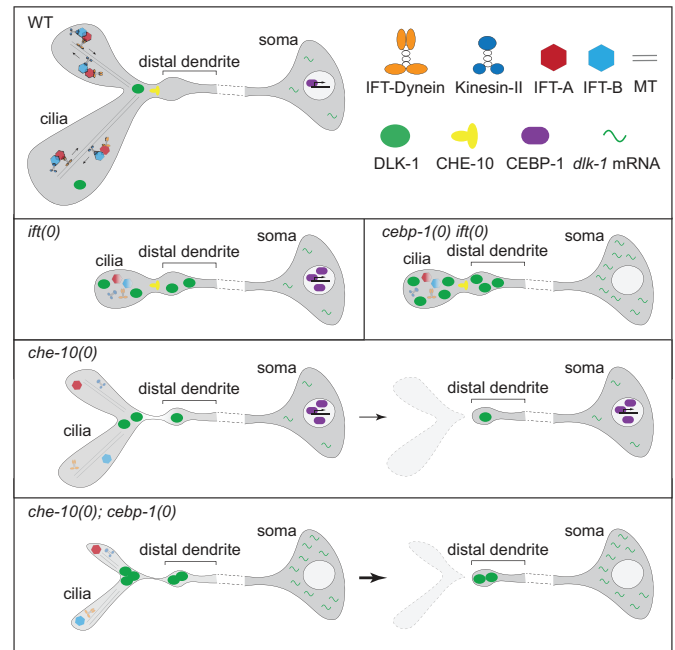 WT
distal dendrite
soma
cilia
IFT-Dynein Kinesin-II IFT-A IFT-B MT
DLK-1 CHE-10 CEBP-1 dlk-1 mRNA
ift(0)
cilia
distal dendrite
soma
cebp-1(0) ift(0)
cilia
distal dendrite
soma
che-10(0)
cilia
distal dendrite
soma
distal dendrite
soma
che-10(0); cebp-1(0)
cilia
distal dendrite
soma
distal dendrite
soma